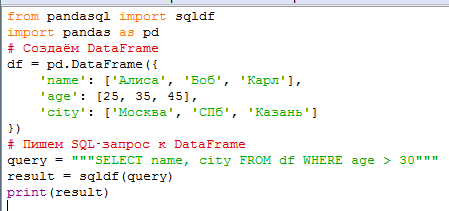 from pandasql import sqldf
import pandas as pd
# Создаём DataFrame
df = pd.DataFrame({
    'name': ['Алиса', 'Боб', 'Карл'],
    'age': [25, 35, 45],
    'city': ['Москва', 'СПб', 'Казань']
})
# Пишем SQL-запрос к DataFrame
query = """SELECT name, city FROM df WHERE age > 30"""
result = sqldf(query)
print(result)